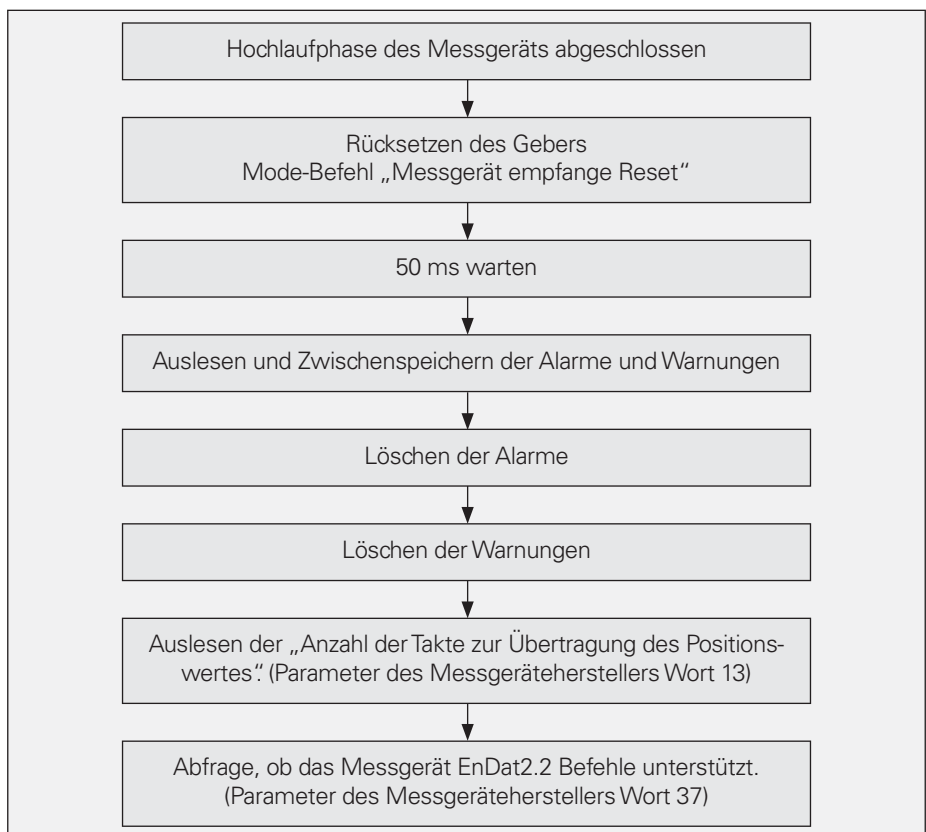 Hochlaufphase des Messgeräts abgeschlossen
Rücksetzen des Gebers
Mode-Befehl „Messgerät empfange Reset“
50 ms warten
Auslesen und Zwischenspeichern der Alarme und Warnungen
Löschen der Alarme
Löschen der Warnungen
Auslesen der „Anzahl der Takte zur Übertragung des Positions-
wertes“. (Parameter des Messgeräteherstellers Wort 13)
Abfrage, ob das Messgerät EnDat2.2 Befehle unterstützt.
(Parameter des Messgeräteherstellers Wort 37)